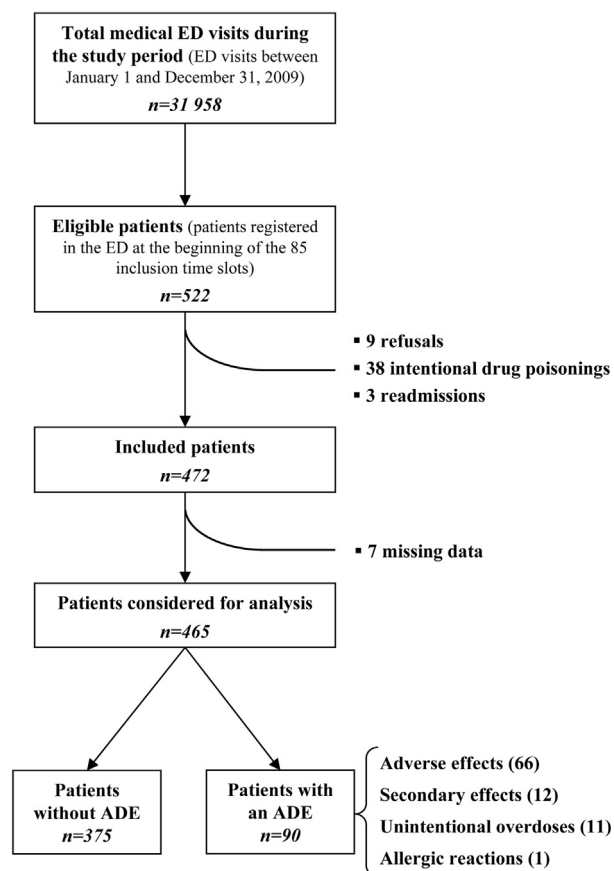 Total medical ED visits during
the study period (ED visits between
January 1 and December 31, 2009)
n=31 958
Eligible patients (patients registered
in the ED at the beginning of the 85
inclusion time slots)
n=522
▪ 9 refusals
▪ 38 intentional drug poisonings
▪ 3 readmissions
Included patients
n=472
▪ 7 missing data
Patients considered for analysis
n=465
Patients
without ADE
n=375
Patients with
an ADE
n=90
Adverse effects (66)
Secondary effects (12)
Unintentional overdoses (11)
Allergic reactions (1)